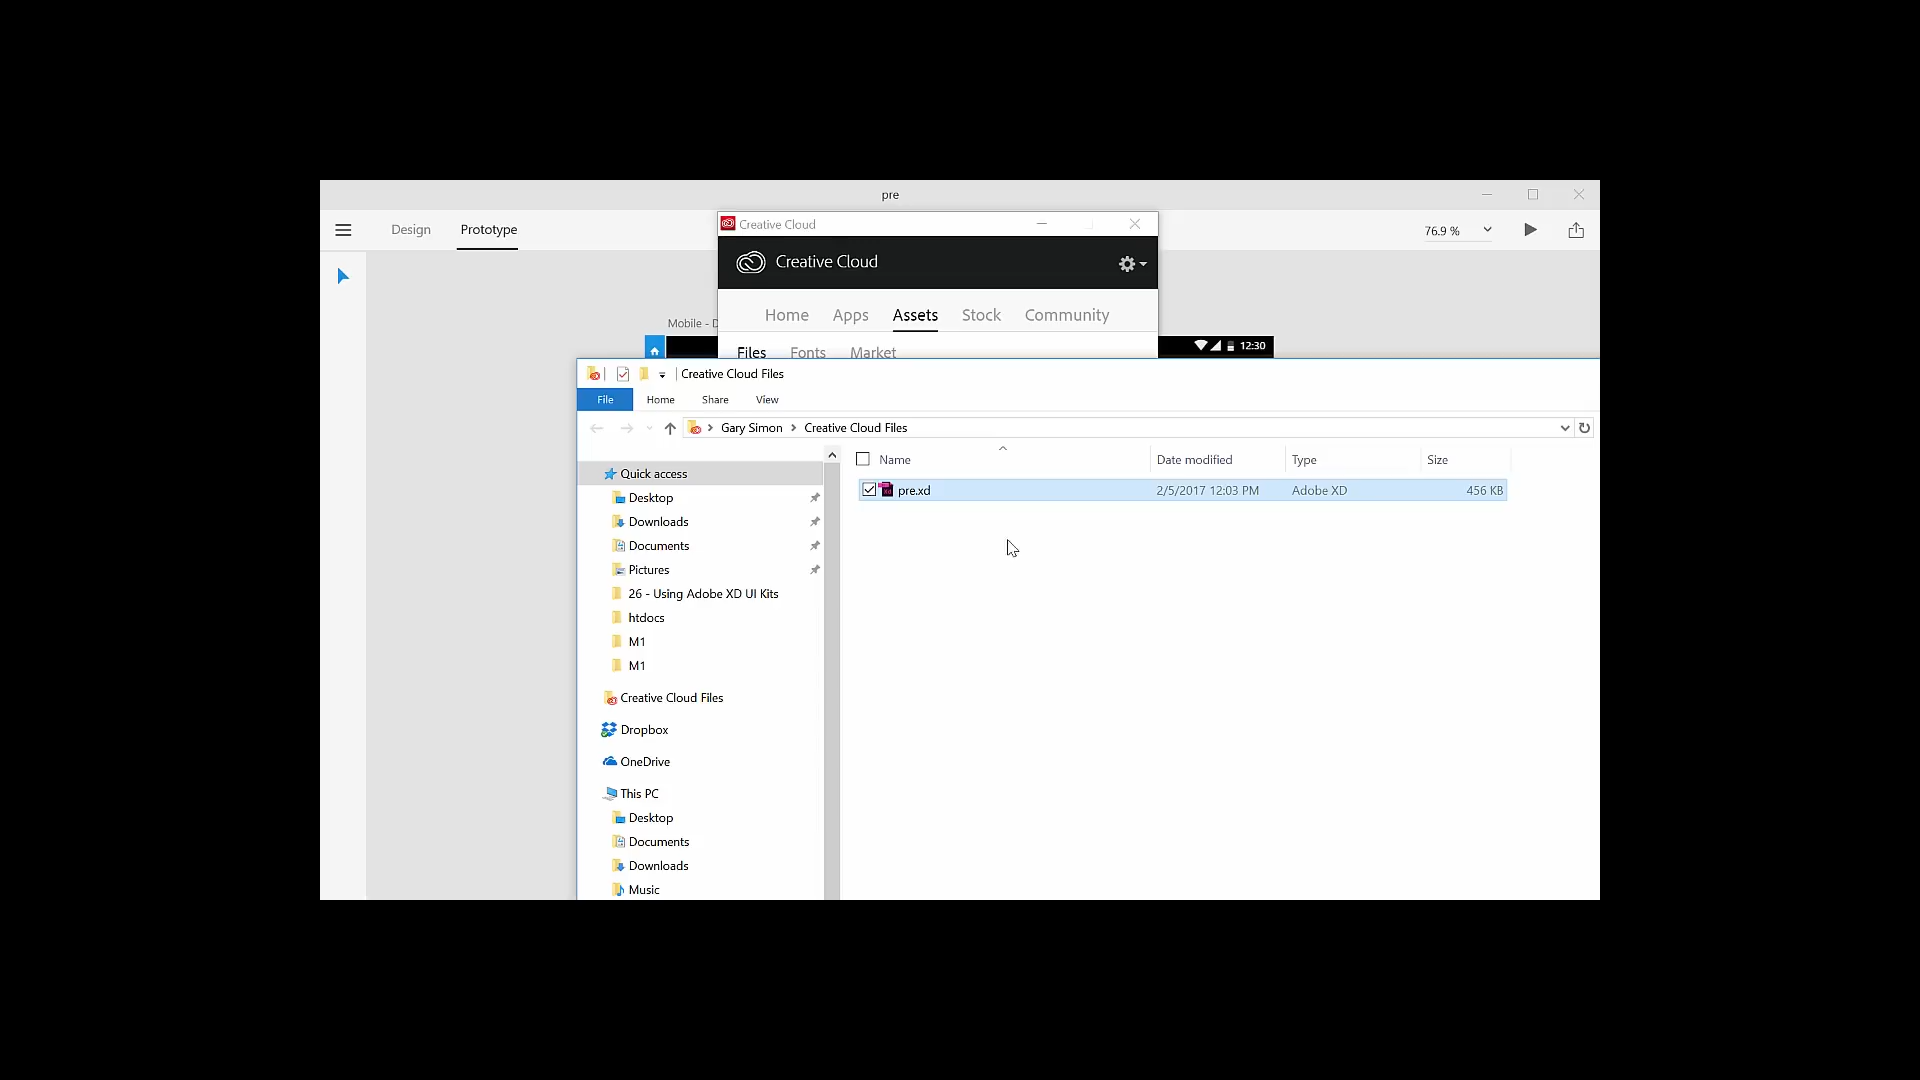 pre
Design Prototype
76.9 %
Creative Cloud
Creative Cloud
Home Apps Assets Stock Community
Mobile - D
Files Fonts Market
12:30
Creative Cloud Files
File Home Share View
Gary Simon Creative Cloud Files
Name Date modified Type Size
Quick access
pre.xd 2/5/2017 12:03 PM Adobe XD 456 KB
Desktop
Downloads
Documents
Pictures
26 - Using Adobe XD UI Kits
htdocs
M1
M1
Creative Cloud Files
Dropbox
OneDrive
This PC
Desktop
Documents
Downloads
Music